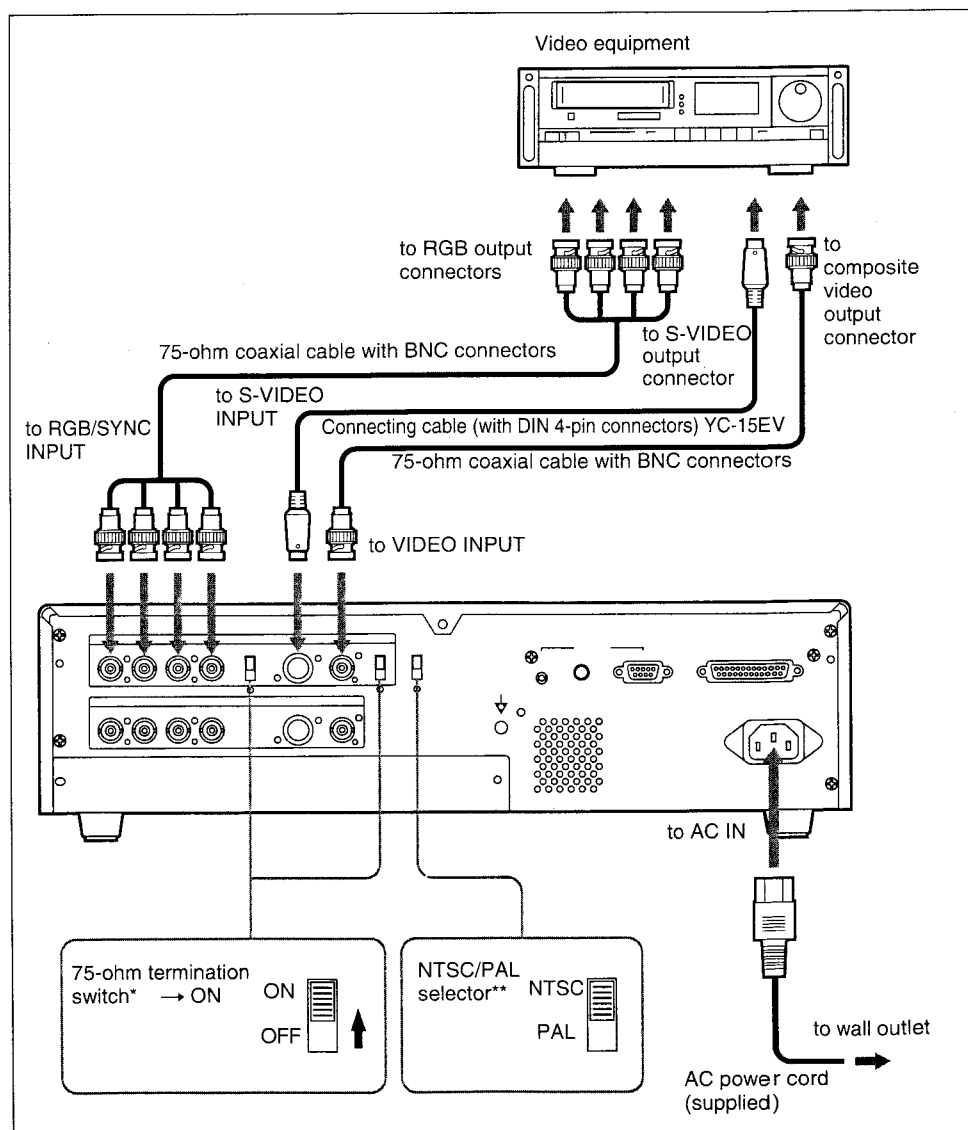 Video equipment
to RGB output
connectors
to
composite
video
output
connector
to S-VIDEO
output
connector
75-ohm coaxial cable with BNC connectors
to S-VIDEO
INPUT
to RGB/SYNC
INPUT
Connecting cable (with DIN 4-pin connectors) YC-15EV
75-ohm coaxial cable with BNC connectors
to VIDEO INPUT
to AC IN
75-ohm termination
switch* → ON
ON
OFF
NTSC/PAL
selector**
NTSC
PAL
to wall outlet
AC power cord
(supplied)